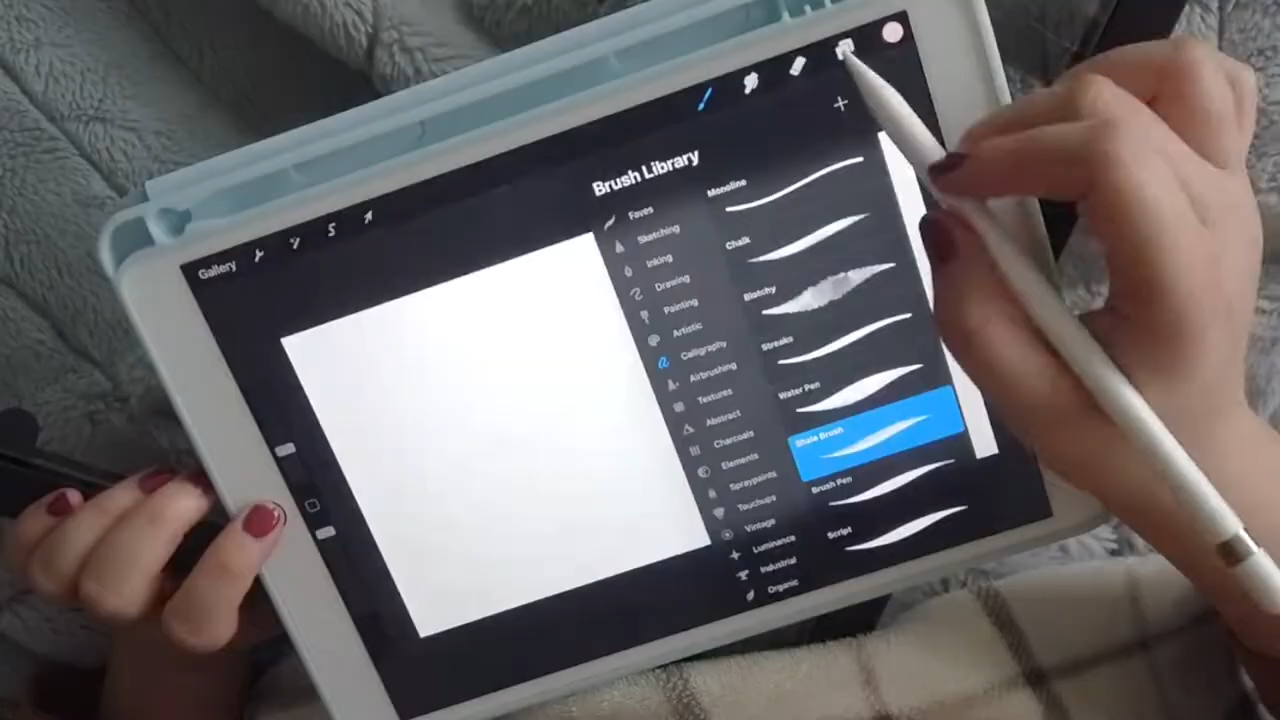 Gallery
Brush Library
Faves
Sketching
Inking
Drawing
Painting
Artistic
Calligraphy
Airbrushing
Textures
Abstract
Charcoals
Elements
Spraypaints
Touchups
Vintage
Luminance
Industrial
Organic
Monoline
Chalk
Blotchy
Streaks
Water Pen
Shale Brush
Brush Pen
Script